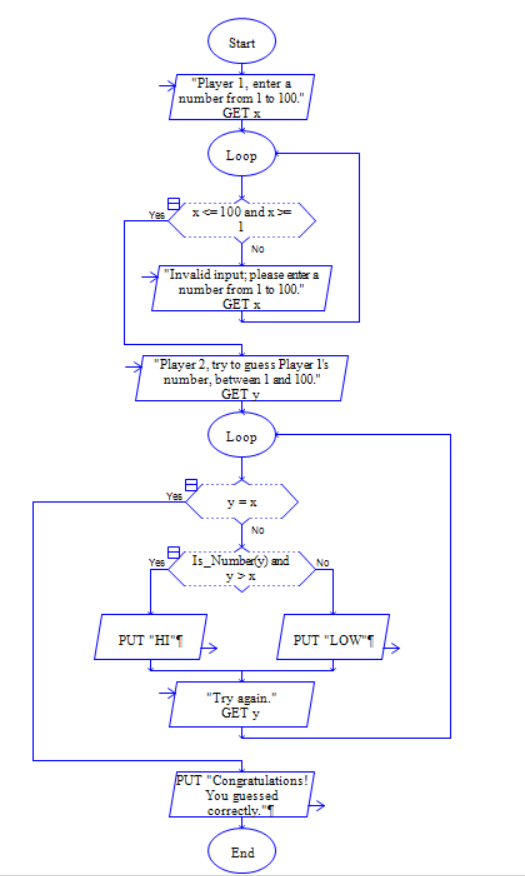 Start
"Player 1, enter a
number from 1 to 100."
GET x
Loop
x <= 100 and x >=
1
Yes
No
"Invalid input; please enter a
number from 1 to 100."
GET x
"Player 2, try to guess Player 1's
number, between 1 and 100."
GET y
Loop
y = x
Yes
No
Is_Number(y) and
y > x
Yes
No
PUT "HI"¶
PUT "LOW"¶
"Try again."
GET y
PUT "Congratulations!
You guessed
correctly."¶
End